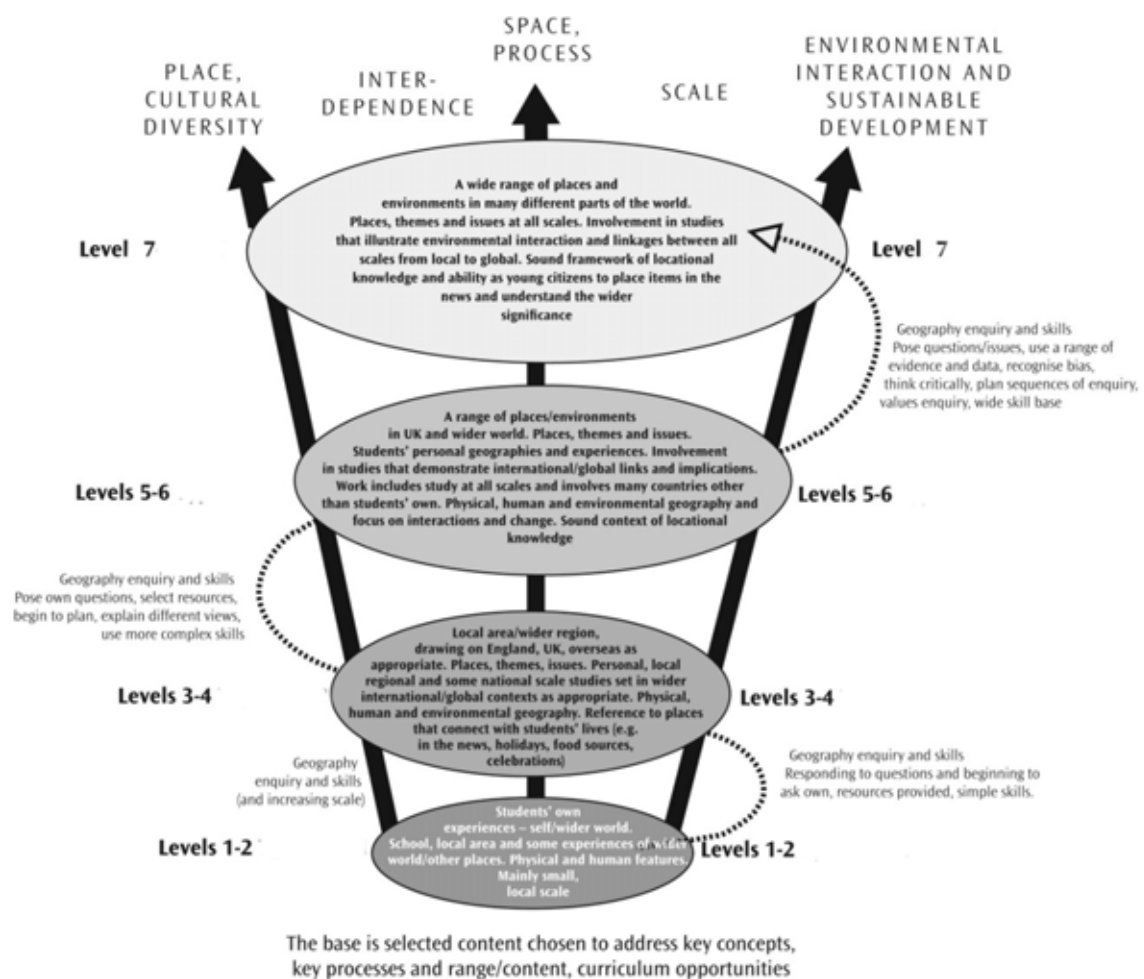 SPACE,
PROCESS
PLACE,
CULTURAL
DIVERSITY
INTER-
DEPENDENCE
SCALE
ENVIRONMENTAL
INTERACTION AND
SUSTAINABLE
DEVELOPMENT
A wide range of places and
environments in many different parts of the world.
Places, themes and issues at all scales. Involvement in studies
that illustrate environmental interaction and linkages between all
scales from local to global. Sound framework of locational
knowledge and ability as young citizens to place items in the
news and understand the wider
significance
Level 7
Level 7
Geography enquiry and skills
Pose questions/issues, use a range of
evidence and data, recognise bias,
think critically, plan sequences of enquiry,
values enquiry, wide skill base
A range of places/environments
in UK and wider world. Places, themes and issues.
Students' personal geographies and experiences. Involvement
in studies that demonstrate international/global links and implications.
Work includes study at all scales and involves many countries other
than students' own. Physical, human and environmental geography and
focus on interactions and change. Sound context of locational
knowledge
Levels 5-6
Levels 5-6
Geography enquiry and skills
Pose own questions, select resources,
begin to plan, explain different views,
use more complex skills
Local area/wider region,
drawing on England, UK, overseas as
appropriate. Places, themes, issues. Personal, local
regional and some national scale studies set in wider
international/global contexts as appropriate. Physical,
human and environmental geography. Reference to places
that connect with students' lives (e.g.
in the news, holidays, food sources,
celebrations)
Levels 3-4
Levels 3-4
Geography
enquiry and skills
(and increasing scale)
Geography enquiry and skills
Responding to questions and beginning to
ask own, resources provided, simple skills.
Students' own
experiences – self/wider world.
School, local area and some experiences of wider
world/other places. Physical and human features.
Mainly small,
local scale
Levels 1-2
Levels 1-2
The base is selected content chosen to address key concepts,
key processes and range/content, curriculum opportunities